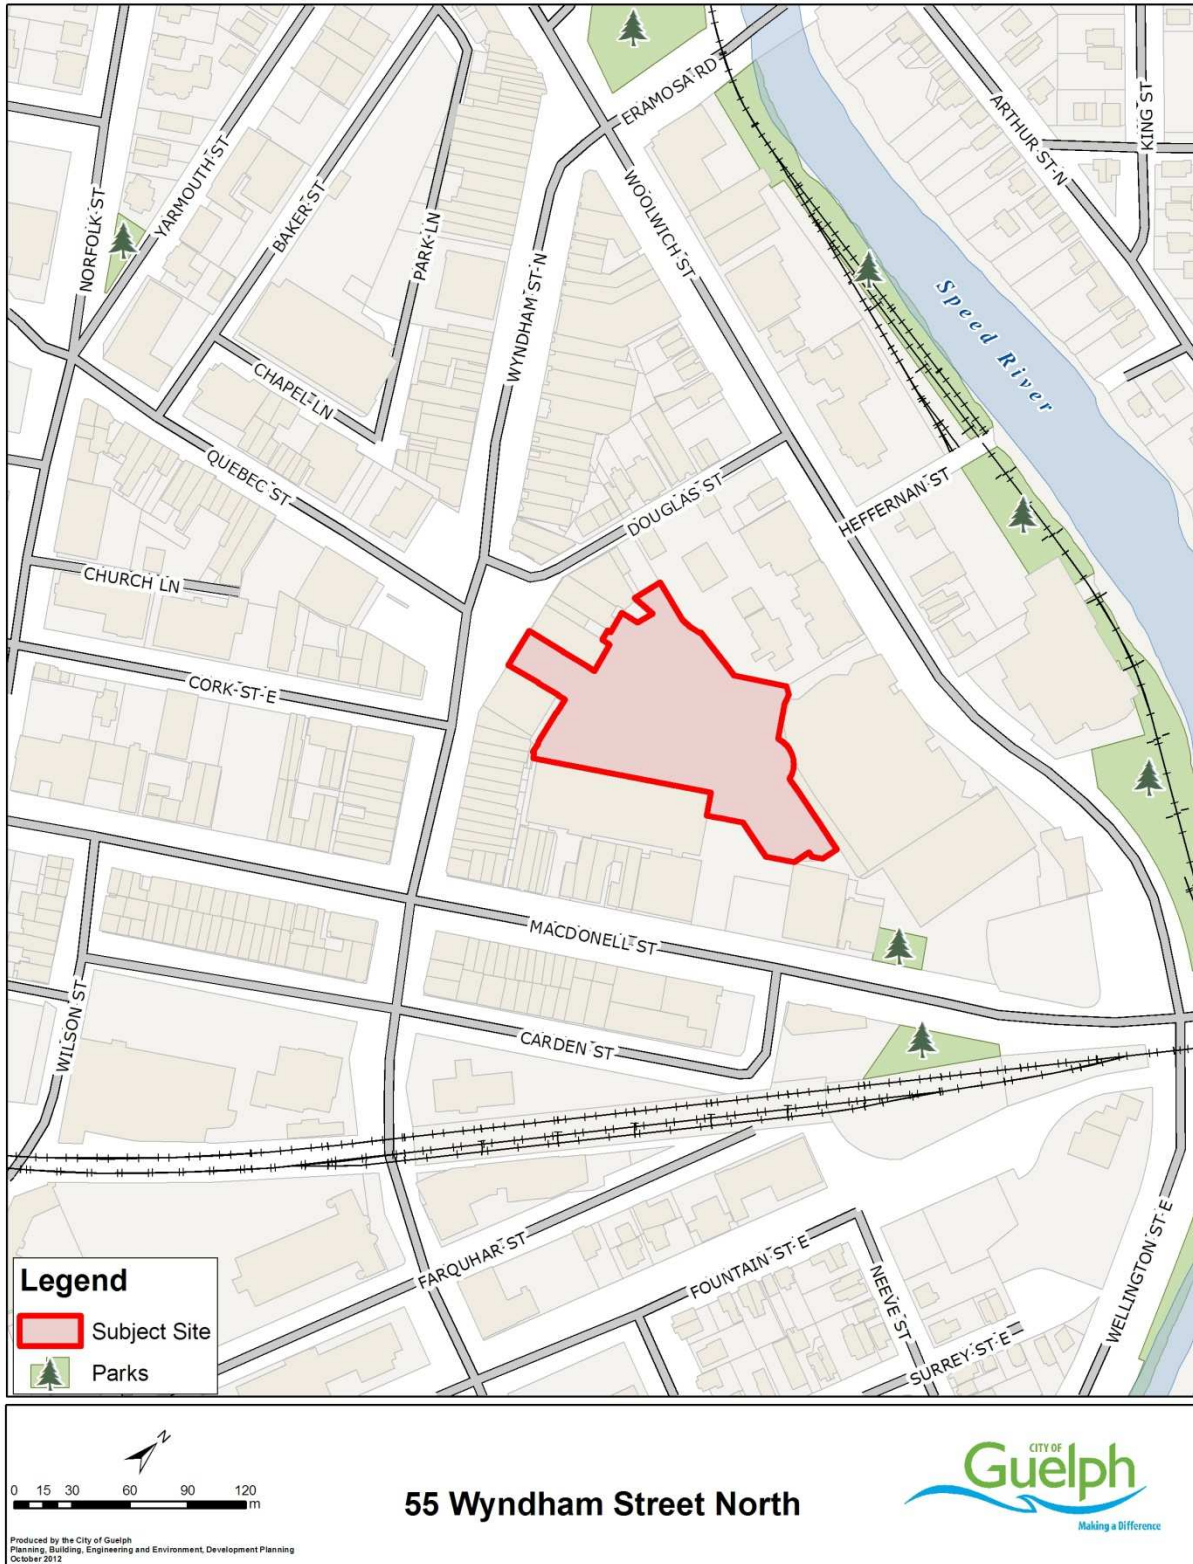 ERAMOSA RD
ARTHUR ST N
KING ST
NORFOLK ST
YARMOUTH ST
BAKER ST
PARK LN
WYNDHAM ST N
WOOLWICH ST
Speed River
CHAPEL LN
QUEBEC ST
DOUGLAS ST
HEFFERNAN ST
CHURCH LN
CORK ST E
MACDONELL ST
WILSON ST
CARDEN ST
FARQUHAR ST
FOUNTAIN ST E
NEEVE ST
SURREY ST E
WELLINGTON ST E
Legend
Subject Site
Parks
N
0 15 30 60 90 120
m
Produced by the City of Guelph
Planning, Building, Engineering and Environment, Development Planning
October 2012
55 Wyndham Street North
CITY OF
Guelph
Making a Difference